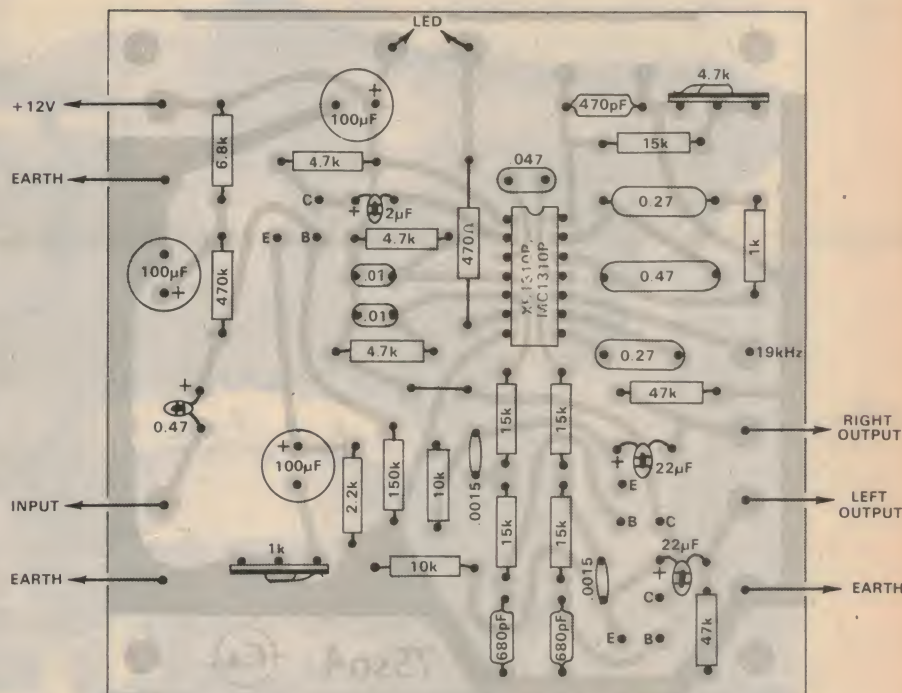 LED
4.7k
+12V
+
100µF
470pF
6.8k
15k
4.7k
.047
EARTH
C
+
2µF
0.27
E
B
4.7k
470Ω
1k
100µF
+
470k
.01
XC1310P,
MC1310P
0.47
.01
4.7k
0.27
19kHz
+
0.47
47k
15k
15k
RIGHT
OUTPUT
+
100µF
2.2k
150k
10k
.0015
+
22µF
E
INPUT
LEFT
OUTPUT
15k
15k
B
C
1k
10k
22µF
+
.0015
C
EARTH
EARTH
680pF
680pF
E
B
47k